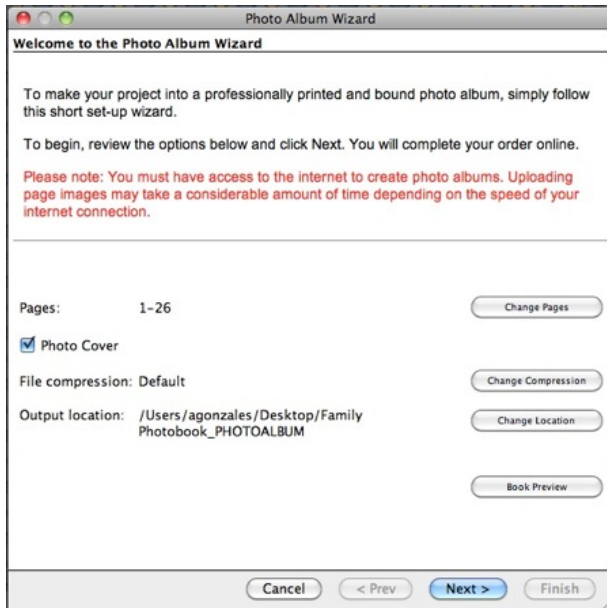 Photo Album Wizard
Welcome to the Photo Album Wizard
To make your project into a professionally printed and bound photo album, simply follow
this short set-up wizard.
To begin, review the options below and click Next. You will complete your order online.
Please note: You must have access to the internet to create photo albums. Uploading
page images may take a considerable amount of time depending on the speed of your
internet connection.
Pages: 1-26 Change Pages
Photo Cover
File compression: Default Change Compression
Output location: /Users/agonzales/Desktop/Family Change Location
Photobook_PHOTOALBUM
Book Preview
Cancel < Prev Next > Finish